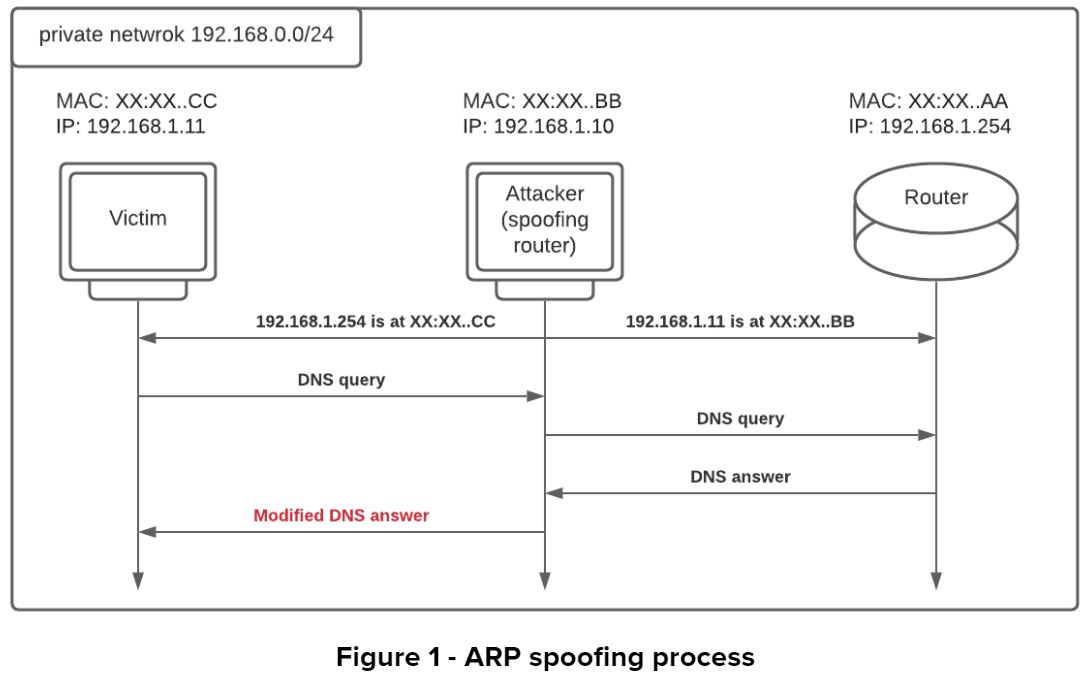 private netwrok 192.168.0.0/24
MAC: XX:XX..CC
IP: 192.168.1.11
MAC: XX:XX..BB
IP: 192.168.1.10
MAC: XX:XX..AA
IP: 192.168.1.254
Victim
Attacker
(spoofing
router)
Router
192.168.1.254 is at XX:XX..CC
192.168.1.11 is at XX:XX..BB
DNS query
DNS query
DNS answer
Modified DNS answer
Figure 1 - ARP spoofing process